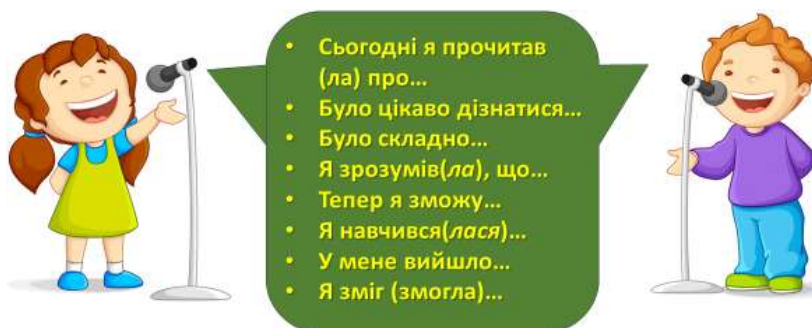 • Сьогодні я прочитав
(ла) про...
• Було цікаво дізнатися...
• Було складно...
• Я зрозумів(ла), що...
• Тепер я зможу...
• Я навчився(лася)...
• У мене вийшло...
• Я зміг (змогла)...